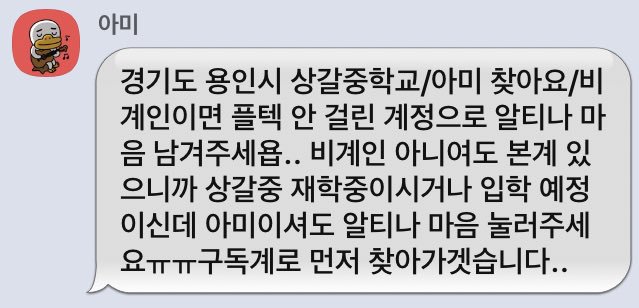 아미
경기도 용인시 상갈중학교/아미 찾아요/비
계인이면 플텍 안 걸린 계정으로 알티나 마
음 남겨주세욥.. 비계인 아니여도 본계 있
으니까 상갈중 재학중이시거나 입학 예정
이신데 아미이셔도 알티나 마음 눌러주세
요ㅠㅠ구독계로 먼저 찾아가겟습니다..